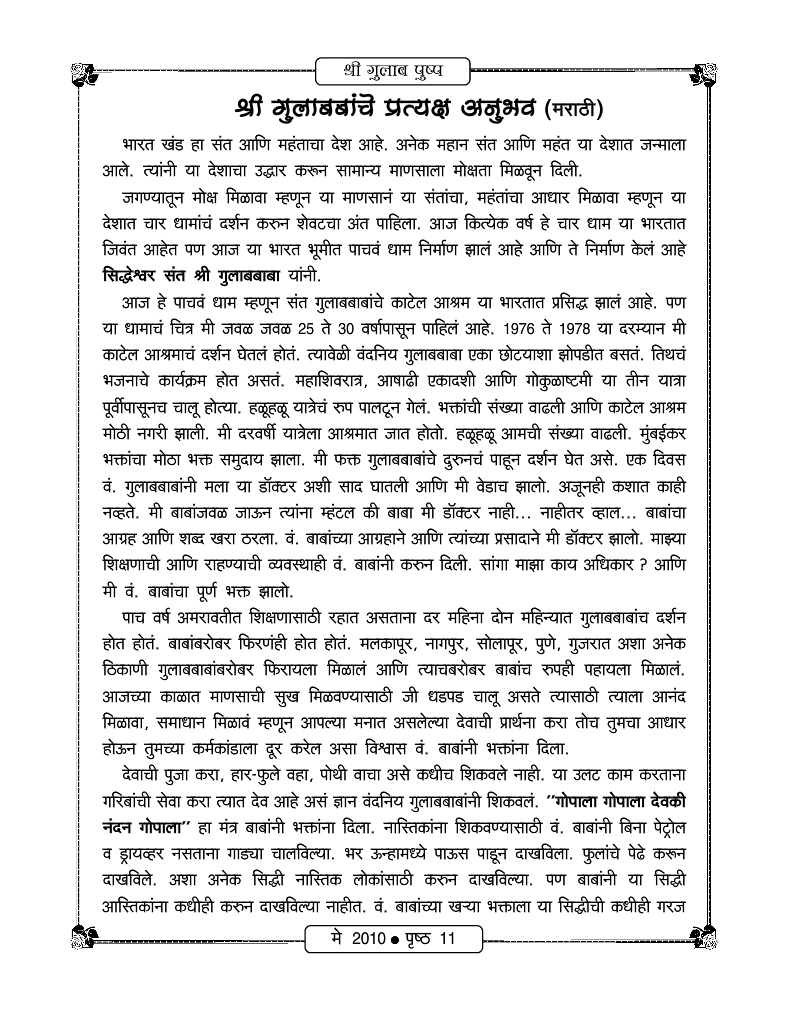 श्री गुलाब पुष्प
श्री गुलाबबांचे प्रत्यक्ष अनुभव (मराठी)
भारत खंड हा संत आणि महंताचा देश आहे. अनेक महान संत आणि महंत या देशात जन्माला
आले. त्यांनी या देशाचा उद्धार करून सामान्य माणसाला मोक्षता मिळवून दिली.
जगण्यातून मोक्ष मिळावा म्हणून या माणसानं या संतांचा, महंतांचा आधार मिळावा म्हणून या
देशात चार धामांचं दर्शन करुन शेवटचा अंत पाहिला. आज कित्येक वर्ष हे चार धाम या भारतात
जिवंत आहेत पण आज या भारत भूमीत पाचवं धाम निर्माण झालं आहे आणि ते निर्माण केलं आहे
सिद्धेश्वर संत श्री गुलाबबाबा यांनी.
आज हे पाचवं धाम म्हणून संत गुलाबबाबांचे काटेल आश्रम या भारतात प्रसिद्ध झालं आहे. पण
या धामाचं चित्र मी जवळ जवळ 25 ते 30 वर्षापासून पाहिलं आहे. 1976 ते 1978 या दरम्यान मी
काटेल आश्रमाचं दर्शन घेतलं होतं. त्यावेळी वंदनिय गुलाबबाबा एका छोटयाशा झोपडीत बसतं. तिथचं
भजनाचे कार्यक्रम होत असतं. महाशिवरात्र, आषाढी एकादशी आणि गोकुळाष्टमी या तीन यात्रा
पूर्वीपासूनच चालू होत्या. हळूहळू यात्रेचं रुप पालटून गेलं. भक्तांची संख्या वाढली आणि काटेल आश्रम
मोठी नगरी झाली. मी दरवर्षी यात्रेला आश्रमात जात होतो. हळूहळू आमची संख्या वाढली. मुंबईकर
भक्तांचा मोठा भक्त समुदाय झाला. मी फक्त गुलाबबाबांचे दुरुनचं पाहून दर्शन घेत असे. एक दिवस
वं. गुलाबबाबांनी मला या डॉक्टर अशी साद घातली आणि मी वेडाच झालो. अजूनही कशात काही
नव्हते. मी बाबांजवळ जाऊन त्यांना म्हंटल की बाबा मी डॉक्टर नाही... नाहीतर व्हाल... बाबांचा
आग्रह आणि शब्द खरा ठरला. वं. बाबांच्या आग्रहाने आणि त्यांच्या प्रसादाने मी डॉक्टर झालो. माझ्या
शिक्षणाची आणि राहण्याची व्यवस्थाही वं. बाबांनी करुन दिली. सांगा माझा काय अधिकार ? आणि
मी वं. बाबांचा पूर्ण भक्त झालो.
पाच वर्ष अमरावतीत शिक्षणासाठी रहात असताना दर महिना दोन महिन्यात गुलाबबाबांच दर्शन
होत होतं. बाबांबरोबर फिरणंही होत होतं. मलकापूर, नागपुर, सोलापूर, पुणे, गुजरात अशा अनेक
ठिकाणी गुलाबबाबांबरोबर फिरायला मिळालं आणि त्याचबरोबर बाबांच रुपही पहायला मिळालं.
आजच्या काळात माणसाची सुख मिळवण्यासाठी जी धडपड चालू असते त्यासाठी त्याला आनंद
मिळावा, समाधान मिळावं म्हणून आपल्या मनात असलेल्या देवाची प्रार्थना करा तोच तुमचा आधार
होऊन तुमच्या कर्मकांडाला दूर करेल असा विश्वास वं. बाबांनी भक्तांना दिला.
देवाची पुजा करा, हार-फुले वहा, पोथी वाचा असे कधीच शिकवले नाही. या उलट काम करताना
गरिबांची सेवा करा त्यात देव आहे असं ज्ञान वंदनिय गुलाबबाबांनी शिकवलं. ''गोपाला गोपाला देवकी
नंदन गोपाला'' हा मंत्र बाबांनी भक्तांना दिला. नास्तिकांना शिकवण्यासाठी वं. बाबांनी बिना पेट्रोल
व ड्रायव्हर नसताना गाड्या चालविल्या. भर ऊन्हामध्ये पाऊस पाडून दाखविला. फुलांचे पेढे करून
दाखविले. अशा अनेक सिद्धी नास्तिक लोकांसाठी करुन दाखविल्या. पण बाबांनी या सिद्धी
आस्तिकांना कधीही करुन दाखविल्या नाहीत. वं. बाबांच्या खऱ्या भक्ताला या सिद्धीची कधीही गरज
मे 2010 ● पृष्ठ 11